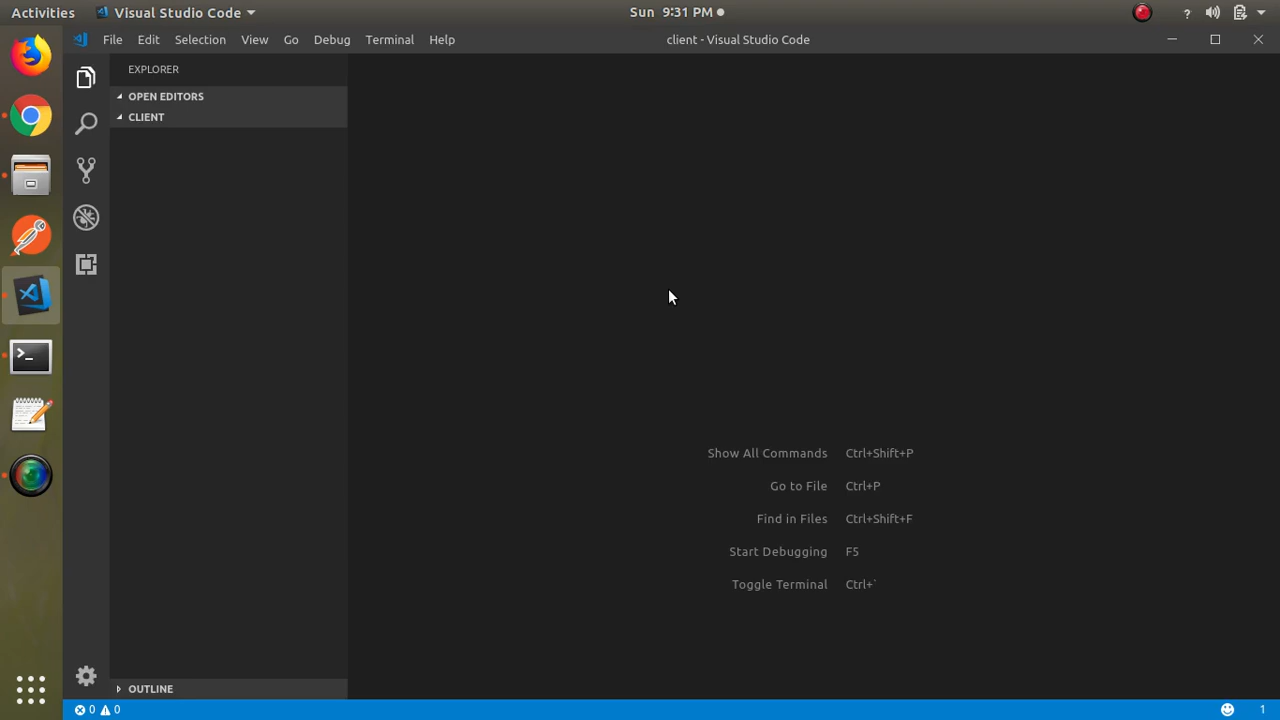 Activities Visual Studio Code Sun 9:31 PM ?
File Edit Selection View Go Debug Terminal Help client - Visual Studio Code
EXPLORER
OPEN EDITORS
CLIENT
Show All Commands Ctrl+Shift+P
Go to File Ctrl+P
Find in Files Ctrl+Shift+F
Start Debugging F5
Toggle Terminal Ctrl+`
OUTLINE
0 0 1